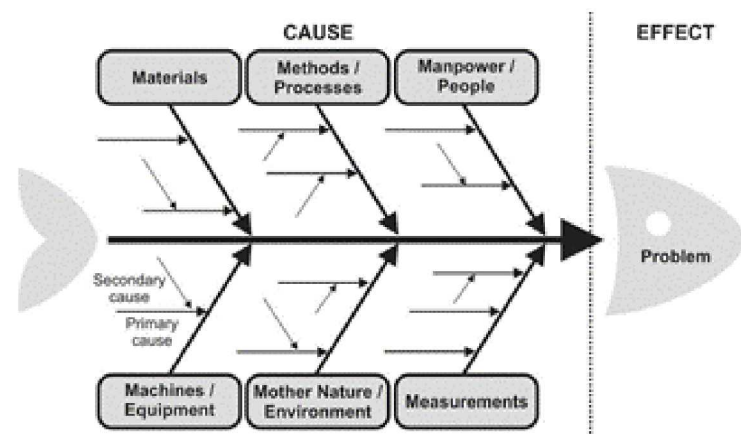 CAUSE
EFFECT
Materials
Methods /
Processes
Manpower /
People
Problem
Secondary
cause
Primary
cause
Machines /
Equipment
Mother Nature /
Environment
Measurements